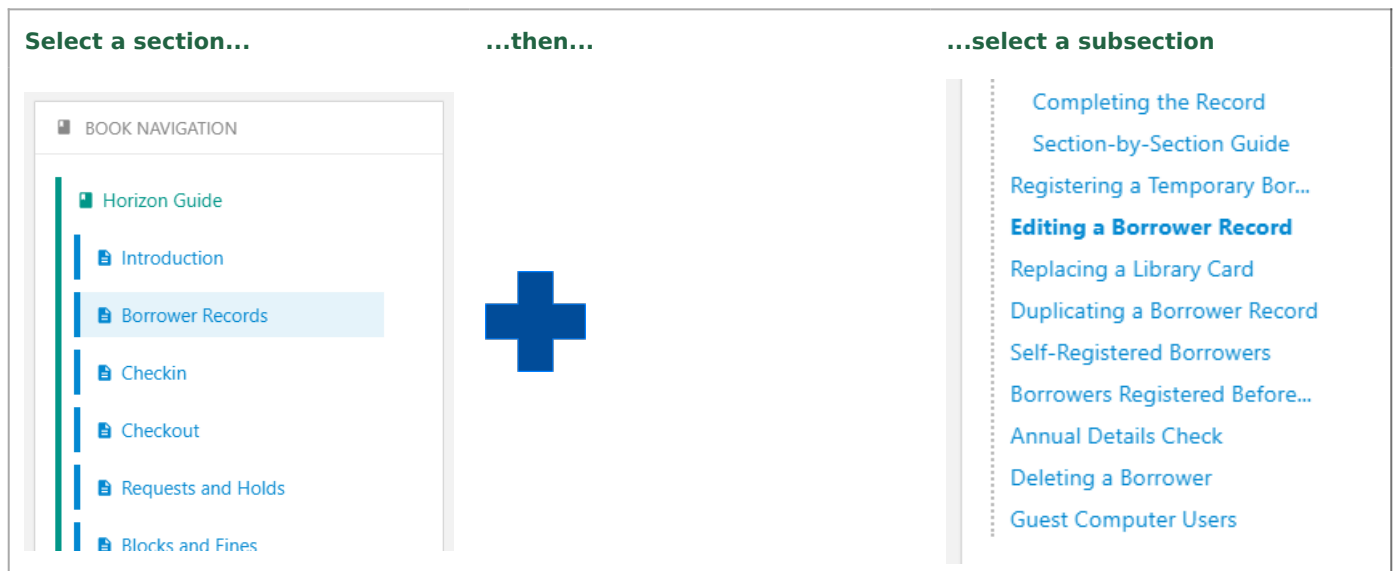 Select a section...
...then...
...select a subsection
BOOK NAVIGATION
Horizon Guide
Introduction
Borrower Records
Checkin
Checkout
Requests and Holds
Blocks and Fines
Completing the Record
Section-by-Section Guide
Registering a Temporary Bor...
Editing a Borrower Record
Replacing a Library Card
Duplicating a Borrower Record
Self-Registered Borrowers
Borrowers Registered Before...
Annual Details Check
Deleting a Borrower
Guest Computer Users